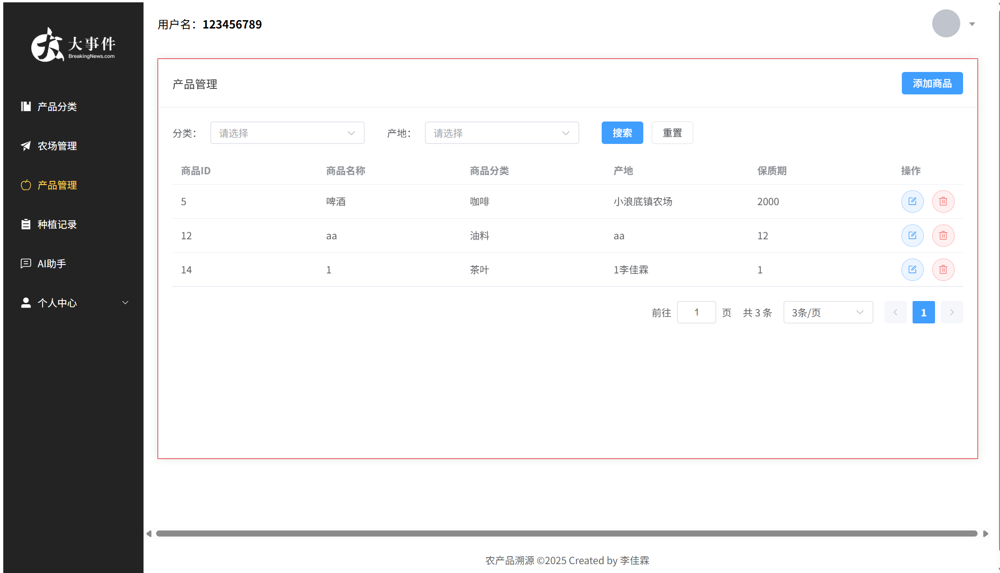 大事件
BreakingNews.com
产品分类
农场管理
产品管理
种植记录
AI助手
个人中心
用户名：123456789
产品管理 添加商品
分类： 请选择 产地： 请选择 搜索 重置
商品ID 商品名称 商品分类 产地 保质期 操作
5 啤酒 咖啡 小浪底镇农场 2000
12 aa 油料 aa 12
14 1 茶叶 1李佳霖 1
前往 1 页 共 3 条 3条/页 1
农产品溯源 ©2025 Created by 李佳霖